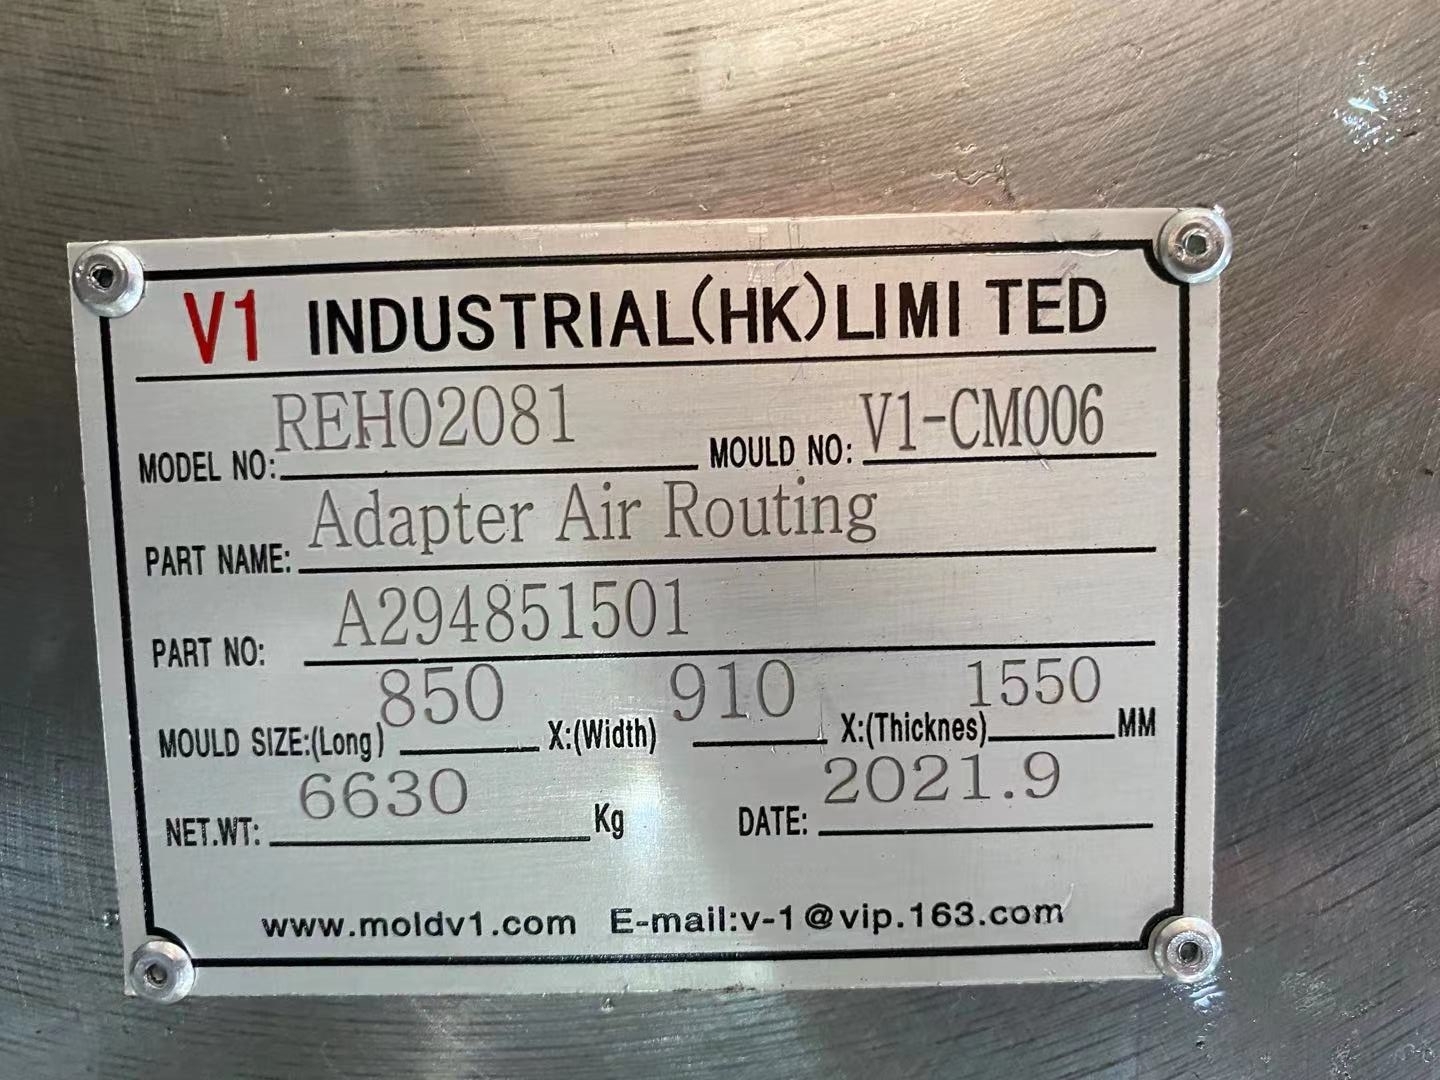 V1 INDUSTRIAL(HK)LIMITED
MODEL NO: REH02081 MOULD NO: V1-CM006
PART NAME: Adapter Air Routing
PART NO: A294851501
MOULD SIZE:(Long) 850 X:(Width) 910 X:(Thicknes) 1550 MM
NET.WT: 6630 Kg DATE: 2021.9
www.moldv1.com E-mail:v-1@vip.163.com